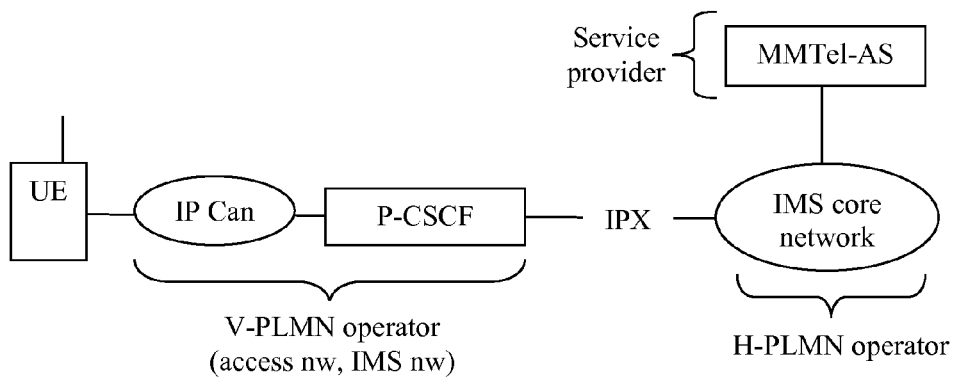 Service
provider
MMTel-AS
UE
IP Can
P-CSCF
IPX
IMS core
network
V-PLMN operator
(access nw, IMS nw)
H-PLMN operator